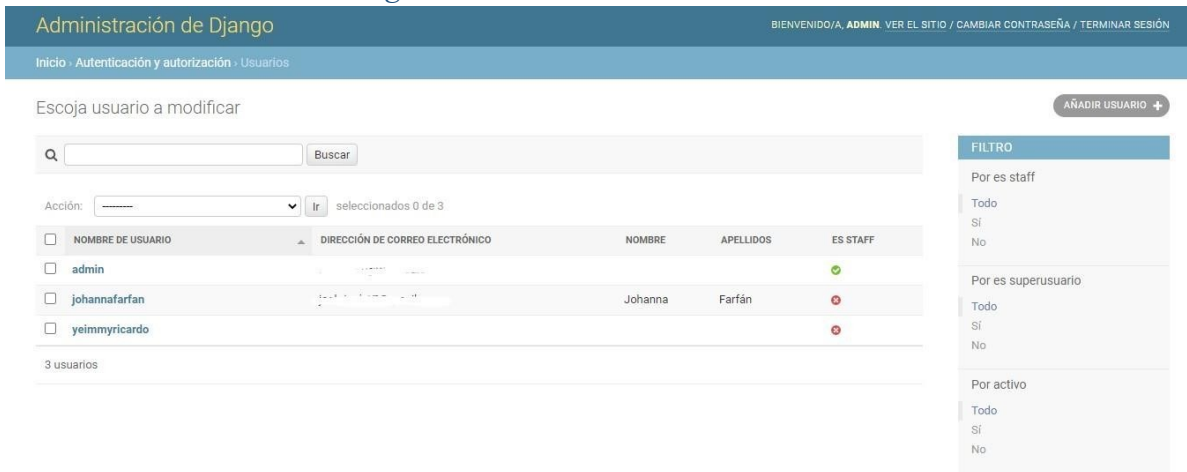 Administración de Django
BIENVENIDO/A, ADMIN. VER EL SITIO / CAMBIAR CONTRASEÑA / TERMINAR SESIÓN
Inicio › Autenticación y autorización › Usuarios
Escoja usuario a modificar
AÑADIR USUARIO +
Buscar
Acción: --------- Ir seleccionados 0 de 3
NOMBRE DE USUARIO DIRECCIÓN DE CORREO ELECTRÓNICO NOMBRE APELLIDOS ES STAFF
admin
johannafarfan Johanna Farfán
yeimmyricardo
3 usuarios
FILTRO
Por es staff
Todo
Sí
No
Por es superusuario
Todo
Sí
No
Por activo
Todo
Sí
No